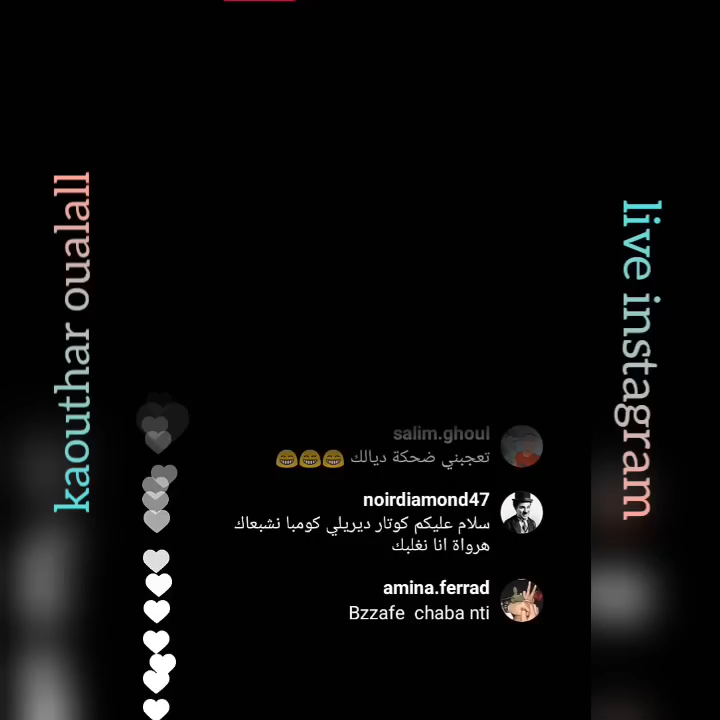 kaouthar oualall
live instagram
salim.ghoul
تعجبني ضحكة ديالك 😂😂😂
noirdiamond47
سلام عليكم كوتار ديريلي كومبا نشبعاك
هرواة انا نغلبك
amina.ferrad
Bzzafe chaba nti